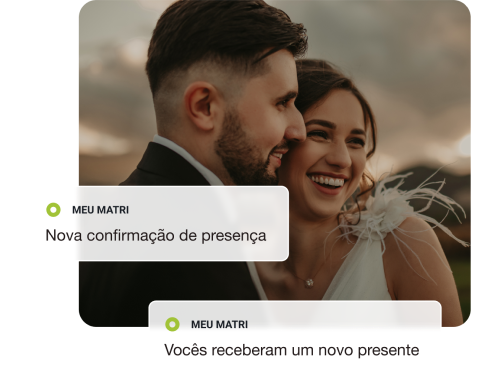 MEU MATRI
Nova confirmação de presença
MEU MATRI
Vocês receberam um novo presente